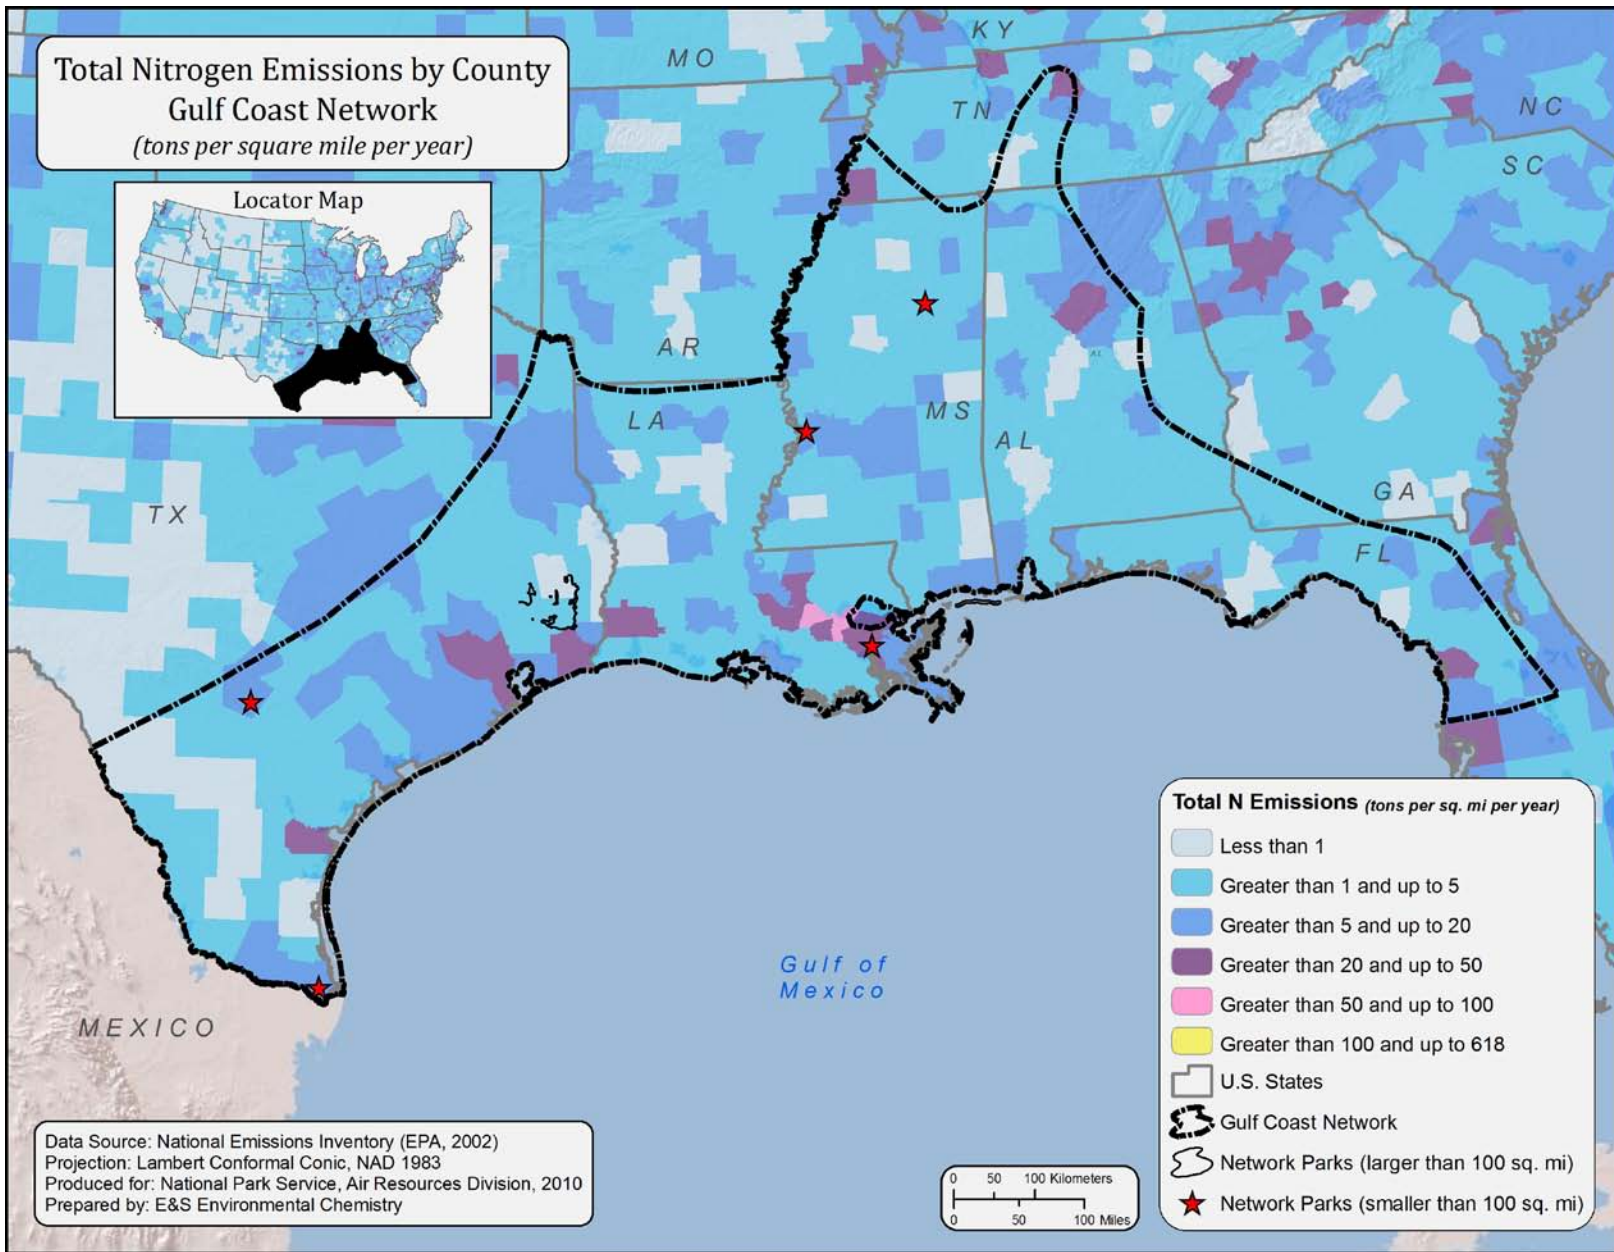 Total Nitrogen Emissions by County
Gulf Coast Network
(tons per square mile per year)
Locator Map
KY
MO
TN
NC
SC
AR
LA
MS
AL
AL
GA
FL
TX
MEXICO
Gulf of
Mexico
Total N Emissions (tons per sq. mi per year)
Less than 1
Greater than 1 and up to 5
Greater than 5 and up to 20
Greater than 20 and up to 50
Greater than 50 and up to 100
Greater than 100 and up to 618
U.S. States
Gulf Coast Network
Network Parks (larger than 100 sq. mi)
Network Parks (smaller than 100 sq. mi)
Data Source: National Emissions Inventory (EPA, 2002)
Projection: Lambert Conformal Conic, NAD 1983
Produced for: National Park Service, Air Resources Division, 2010
Prepared by: E&S Environmental Chemistry
0 50 100 Kilometers
0 50 100 Miles